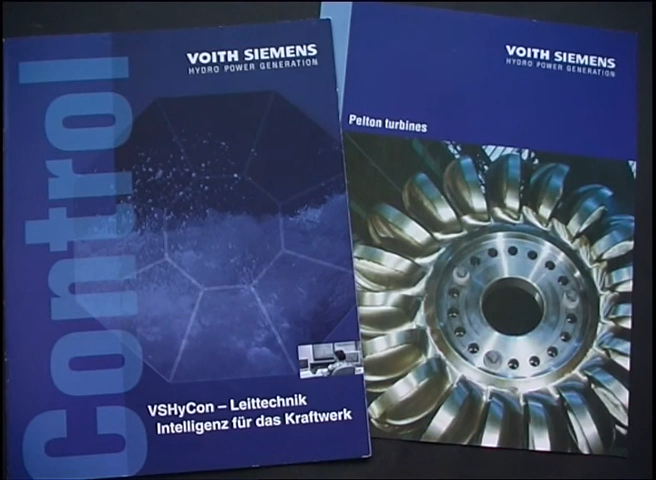 Control
VOITH SIEMENS
HYDRO POWER GENERATION
VSHyCon – Leittechnik
Intelligenz für das Kraftwerk
VOITH SIEMENS
HYDRO POWER GENERATION
Pelton turbines